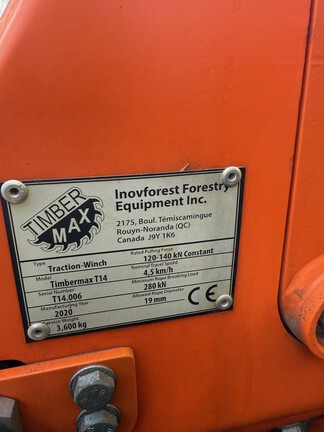 TIMBER
MAX
Inovforest Forestry
Equipment Inc.
2175, Boul. Témiscamingue
Rouyn-Noranda (QC)
Canada J9Y 1K6
Type
Traction-Winch
Model
Timbermax T14
Serial Number
T14.006
Manufacturing Year
2020
Weight
3,600 kg
Rated Pulling Force
120-140 kN Constant
Nominal Travel Speed
4,5 km/h
Minimum Rope Breaking Load
280 kN
Allowed Rope Diameter
19 mm
CE